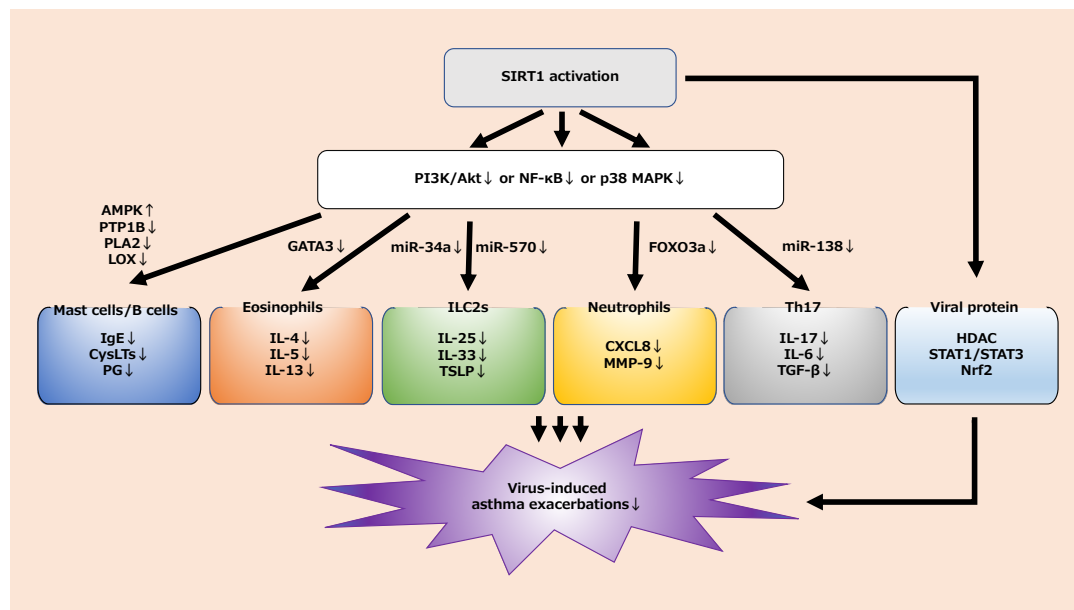 SIRT1 activation
PI3K/Akt↓ or NF-κB↓ or p38 MAPK↓
AMPK↑
PTP1B↓
PLA2↓
LOX↓
GATA3↓
miR-34a↓
miR-570↓
FOXO3a↓
miR-138↓
Mast cells/B cells
IgE↓
CysLTs↓
PG↓
Eosinophils
IL-4↓
IL-5↓
IL-13↓
ILC2s
IL-25↓
IL-33↓
TSLP↓
Neutrophils
CXCL8↓
MMP-9↓
Th17
IL-17↓
IL-6↓
TGF-β↓
Viral protein
HDAC
STAT1/STAT3
Nrf2
Virus-induced
asthma exacerbations↓